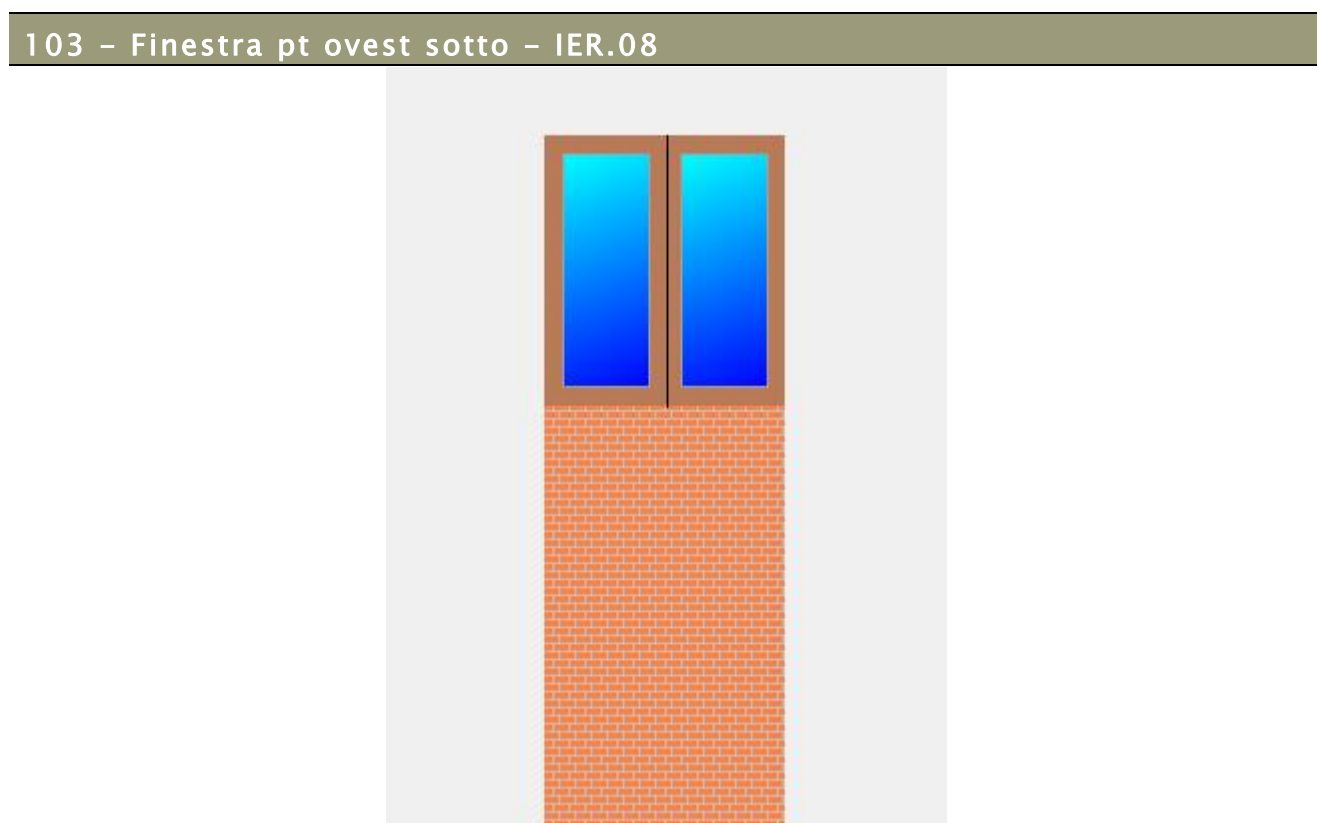 103 – Finestra pt ovest sotto – IER.08